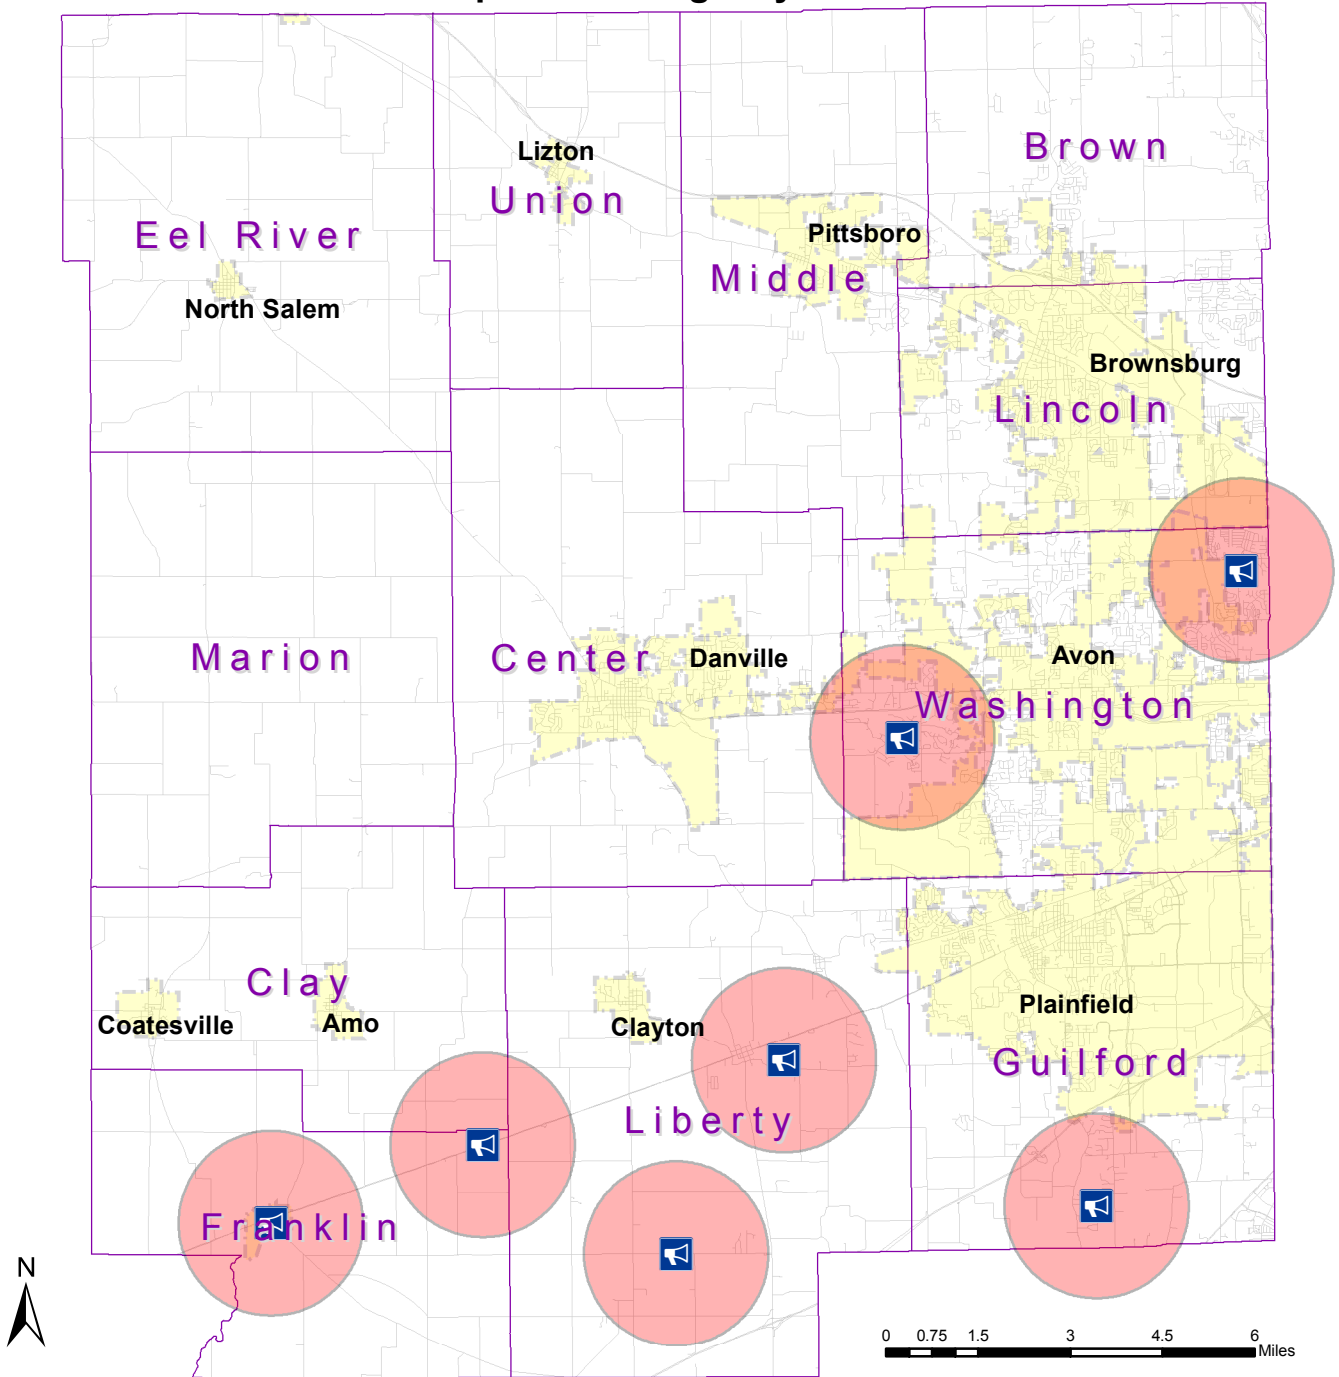 Brown
Lizton
Union
Eel River
Pittsboro
Middle
North Salem
Brownsburg
Lincoln
Marion
Center
Danville
Avon
Washington
Clay
Coatesville
Amo
Clayton
Plainfield
Guilford
Liberty
Franklin
N
0 0.75 1.5 3 4.5 6
Miles